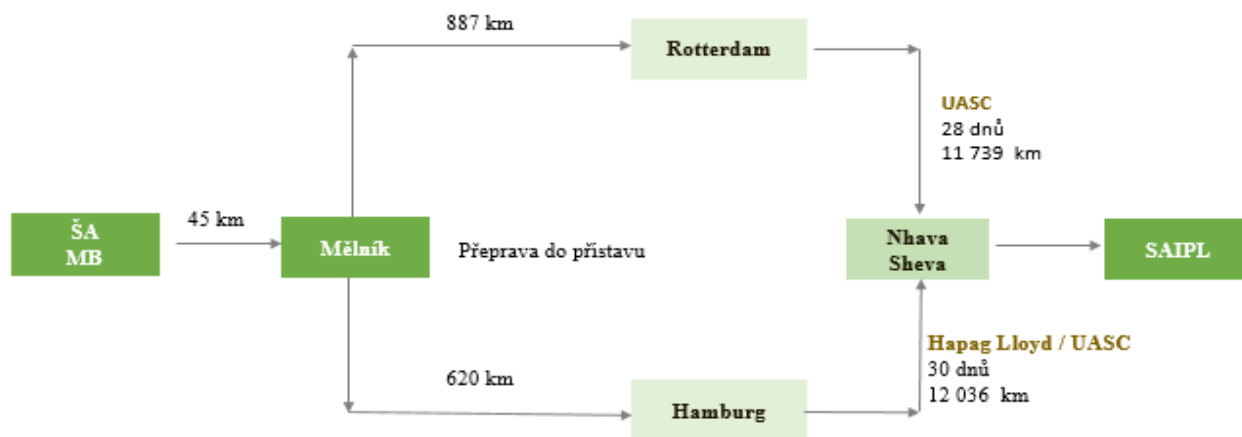 887 km
Rotterdam
UASC
28 dnů
11 739 km
ŠA
MB
45 km
Mělník
Přeprava do přístavu
Nhava
Sheva
SAIPL
620 km
Hamburg
Hapag Lloyd / UASC
30 dnů
12 036 km